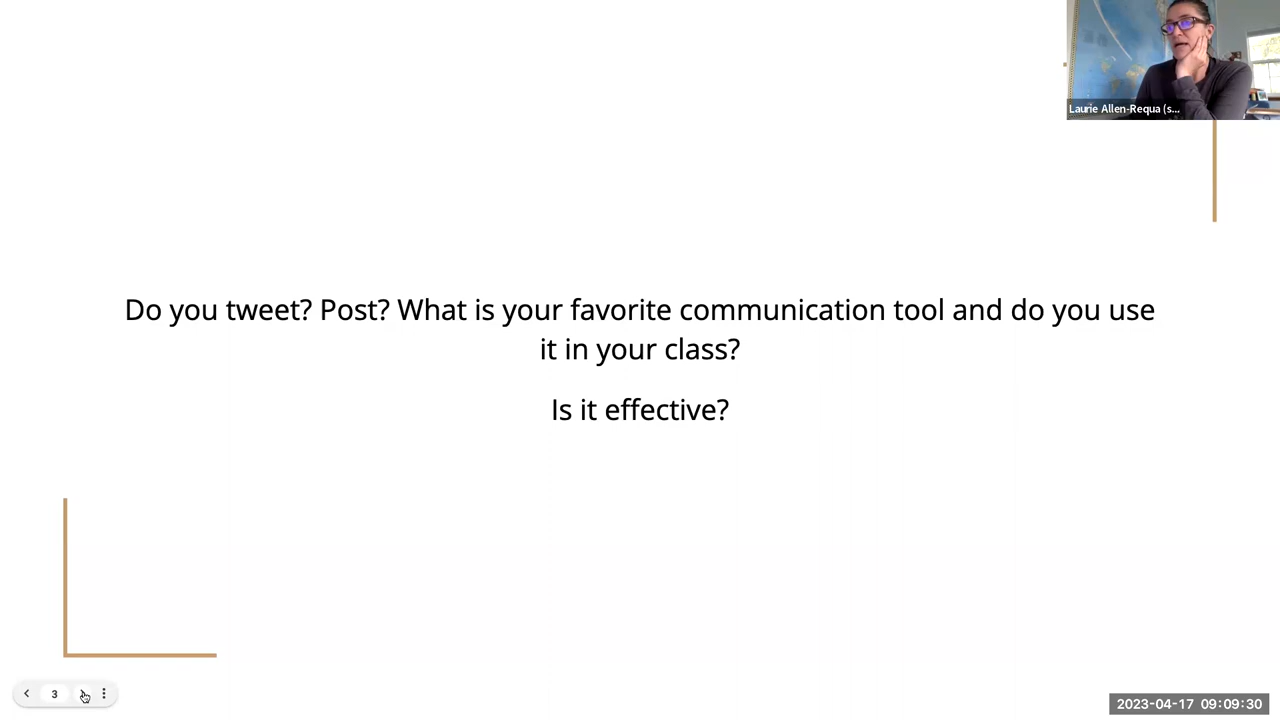 Laurie Allen-Requa (s...
Do you tweet? Post? What is your favorite communication tool and do you use
it in your class?
Is it effective?
3
2023-04-17 09:09:30